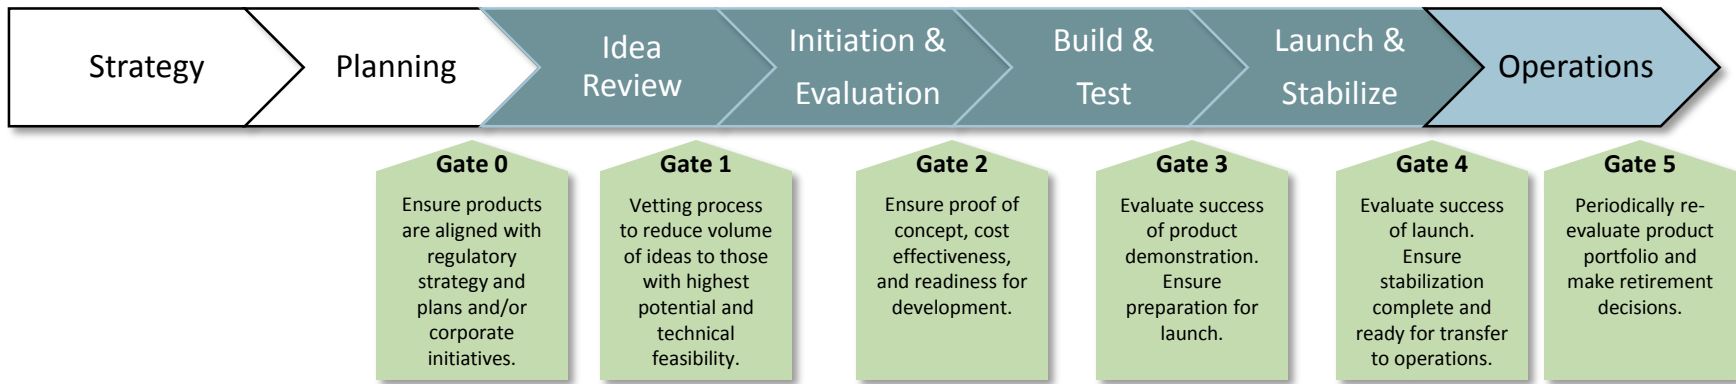 Strategy
Planning
Idea
Review
Initiation &
Evaluation
Build &
Test
Launch &
Stabilize
Operations
Gate 0
Ensure products
are aligned with
regulatory
strategy and
plans and/or
corporate
initiatives.
Gate 1
Vetting process
to reduce volume
of ideas to those
with highest
potential and
technical
feasibility.
Gate 2
Ensure proof of
concept, cost
effectiveness,
and readiness for
development.
Gate 3
Evaluate success
of product
demonstration.
Ensure
preparation for
launch.
Gate 4
Evaluate success
of launch.
Ensure
stabilization
complete and
ready for transfer
to operations.
Gate 5
Periodically re-
evaluate product
portfolio and
make retirement
decisions.